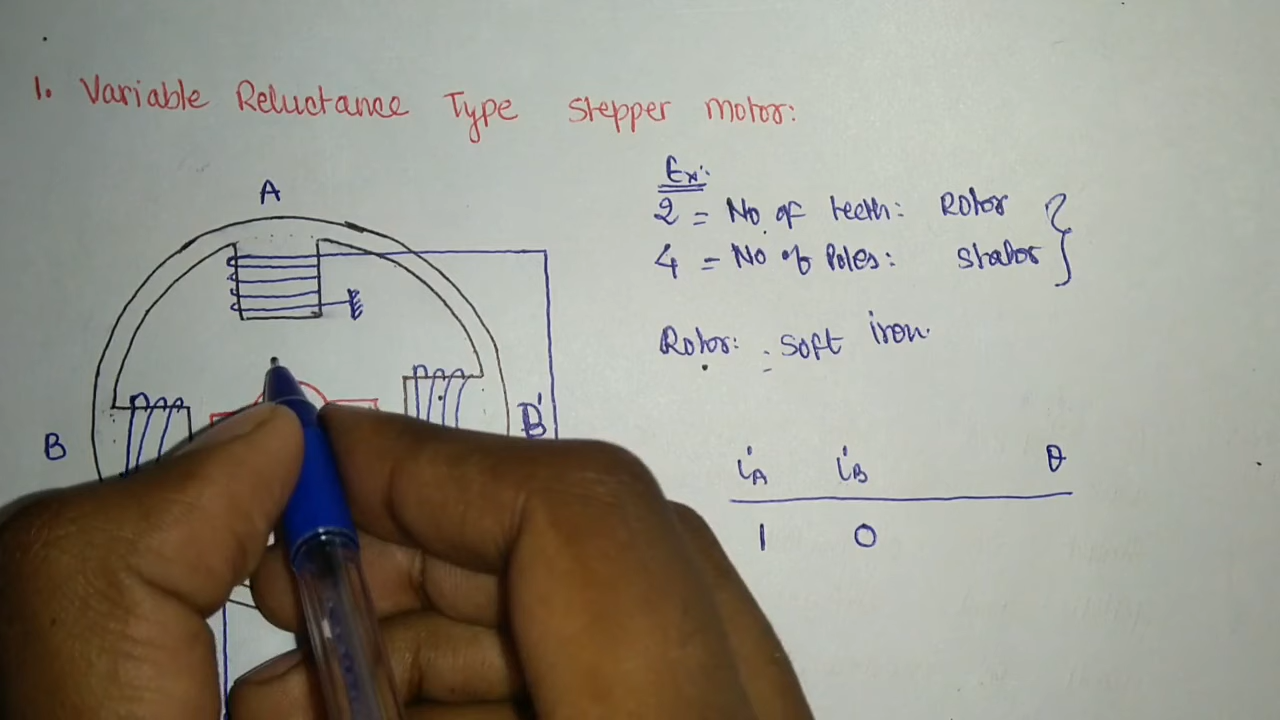 1. Variable Reluctance Type Stepper Motor:
A
Ex:
2 = No. of teeth: Rotor
4 = No of Poles: Stator
Rotor: Soft iron
B
B'
iA iB θ
1 0